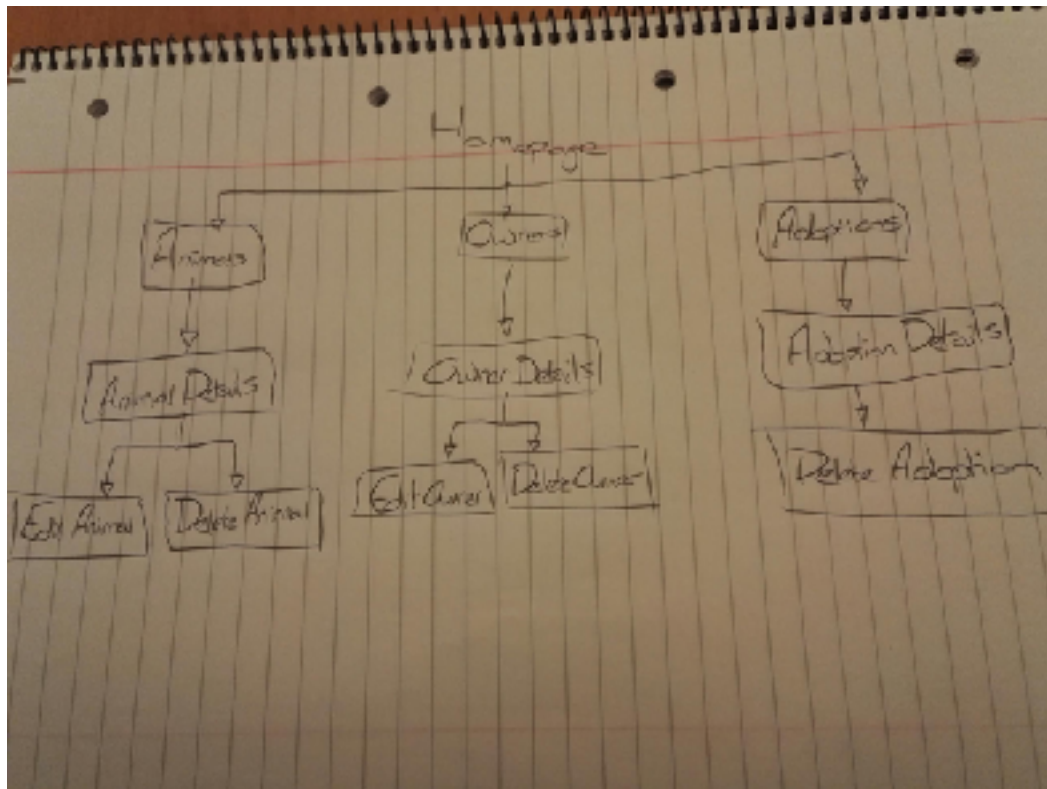 Homepage
Animals
Owners
Adoptions
Animal Details
Owner Details
Adoption Details
Edit Animal
Delete Animal
Edit Owner
Delete Owner
Delete Adoption